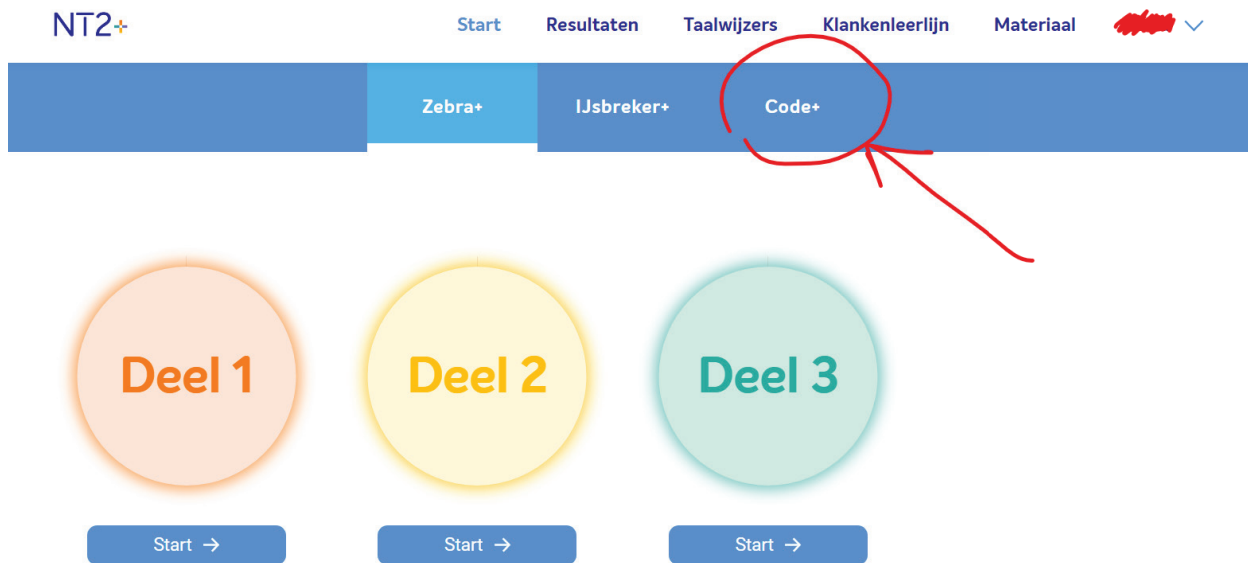 NT2+ Start Resultaten Taalwijzers Klankenleerlijn Materiaal
Zebra+ IJsbreker+ Code+
Deel 1 Deel 2 Deel 3
Start → Start → Start →